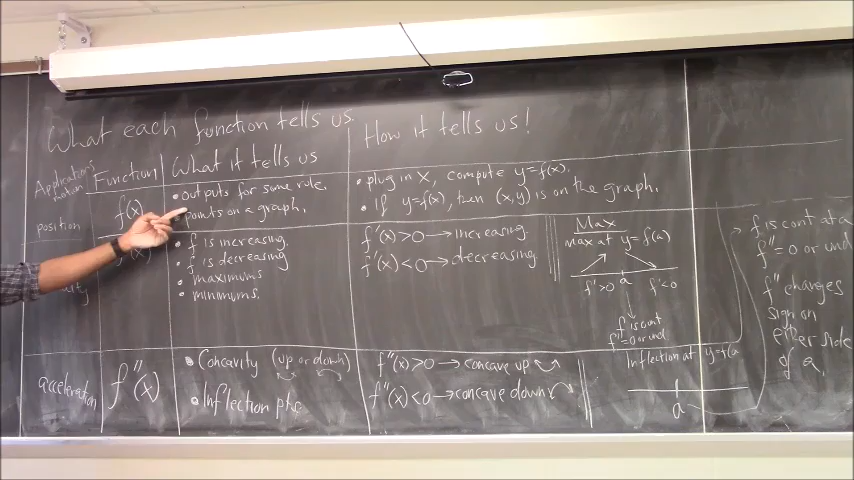 What each function tells us.
How it tells us!
Applications
motion
Function
What it tells us
position
f(x)
• outputs for some rule.
• points on a graph.
• plug in x, compute y=f(x).
• if y=f(x), then (x,y) is on the graph.
• f is increasing.
• f is decreasing
• maximums
• minimums.
f'(x)>0 → increasing.
f'(x)<0 → decreasing.
Max
max at y=f(a)
f'>0 a f'<0
f is cont
f"=0 or und
acceleration
f"(x)
• Concavity (up or down)
• Inflection pts.
f"(x)>0 → concave up
f"(x)<0 → concave down
Inflection at y=f(a
a
f is cont at a
f"=0 or und
f" changes
sign on
either side
of a.